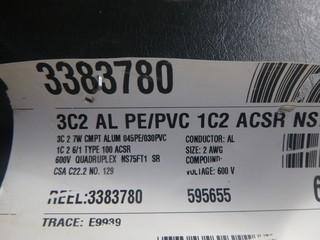 3383780
3C2 AL PE/PVC 1C2 ACSR NS
3C 2 7W CMPT ALUM 045PE/030PVC
CONDUCTOR: AL
1C 2 6/1 TYPE 100 ACSR
SIZE: 2 AWG
600V QUADRUPLEX NS75FT1 SR
COMPOUND:
CSA C22.2 NO. 129
VOLTAGE: 600 V
REEL:3383780
595655
TRACE: E9939